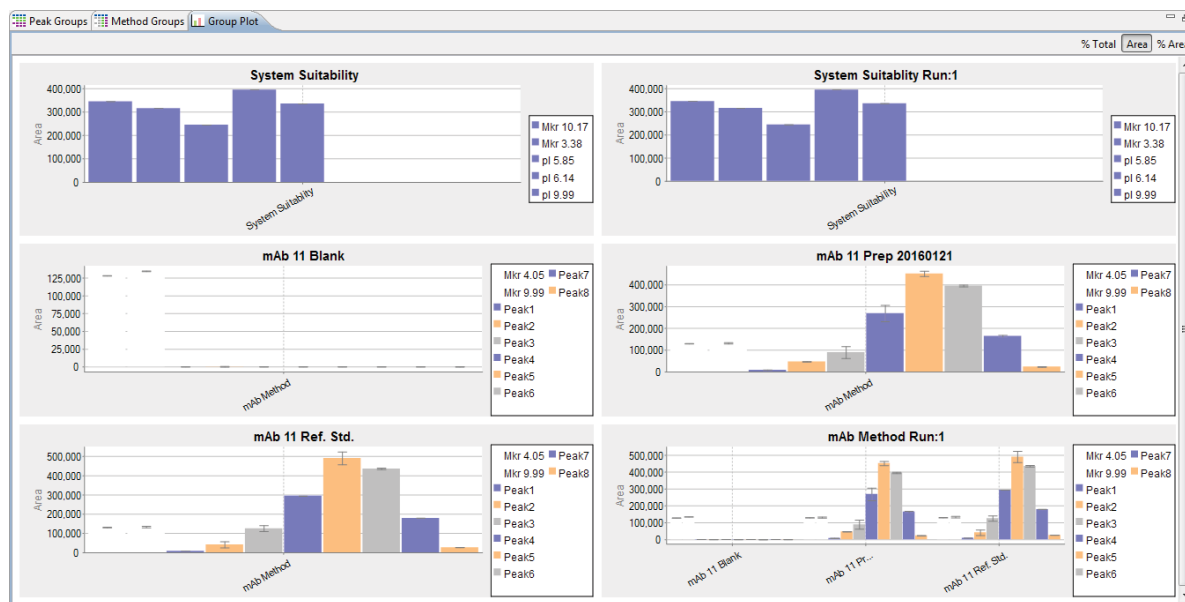 Peak Groups Method Groups Group Plot
% Total Area % Area
System Suitability
400,000
300,000
200,000
100,000
0
Area
System Suitability
Mkr 10.17
Mkr 3.38
pI 5.85
pI 6.14
pI 9.99
System Suitablity Run:1
400,000
300,000
200,000
100,000
0
Area
System Suitability
Mkr 10.17
Mkr 3.38
pI 5.85
pI 6.14
pI 9.99
mAb 11 Blank
125,000
100,000
75,000
50,000
25,000
0
Area
mAb Method
Mkr 4.05 Peak7
Mkr 9.99 Peak8
Peak1
Peak2
Peak3
Peak4
Peak5
Peak6
mAb 11 Prep 20160121
400,000
300,000
200,000
100,000
0
Area
mAb Method
Mkr 4.05 Peak7
Mkr 9.99 Peak8
Peak1
Peak2
Peak3
Peak4
Peak5
Peak6
mAb 11 Ref. Std.
500,000
400,000
300,000
200,000
100,000
0
Area
mAb Method
Mkr 4.05 Peak7
Mkr 9.99 Peak8
Peak1
Peak2
Peak3
Peak4
Peak5
Peak6
mAb Method Run:1
500,000
400,000
300,000
200,000
100,000
0
Area
mAb 11 Blank
mAb 11 Pr...
mAb 11 Ref. Std.
Mkr 4.05 Peak7
Mkr 9.99 Peak8
Peak1
Peak2
Peak3
Peak4
Peak5
Peak6